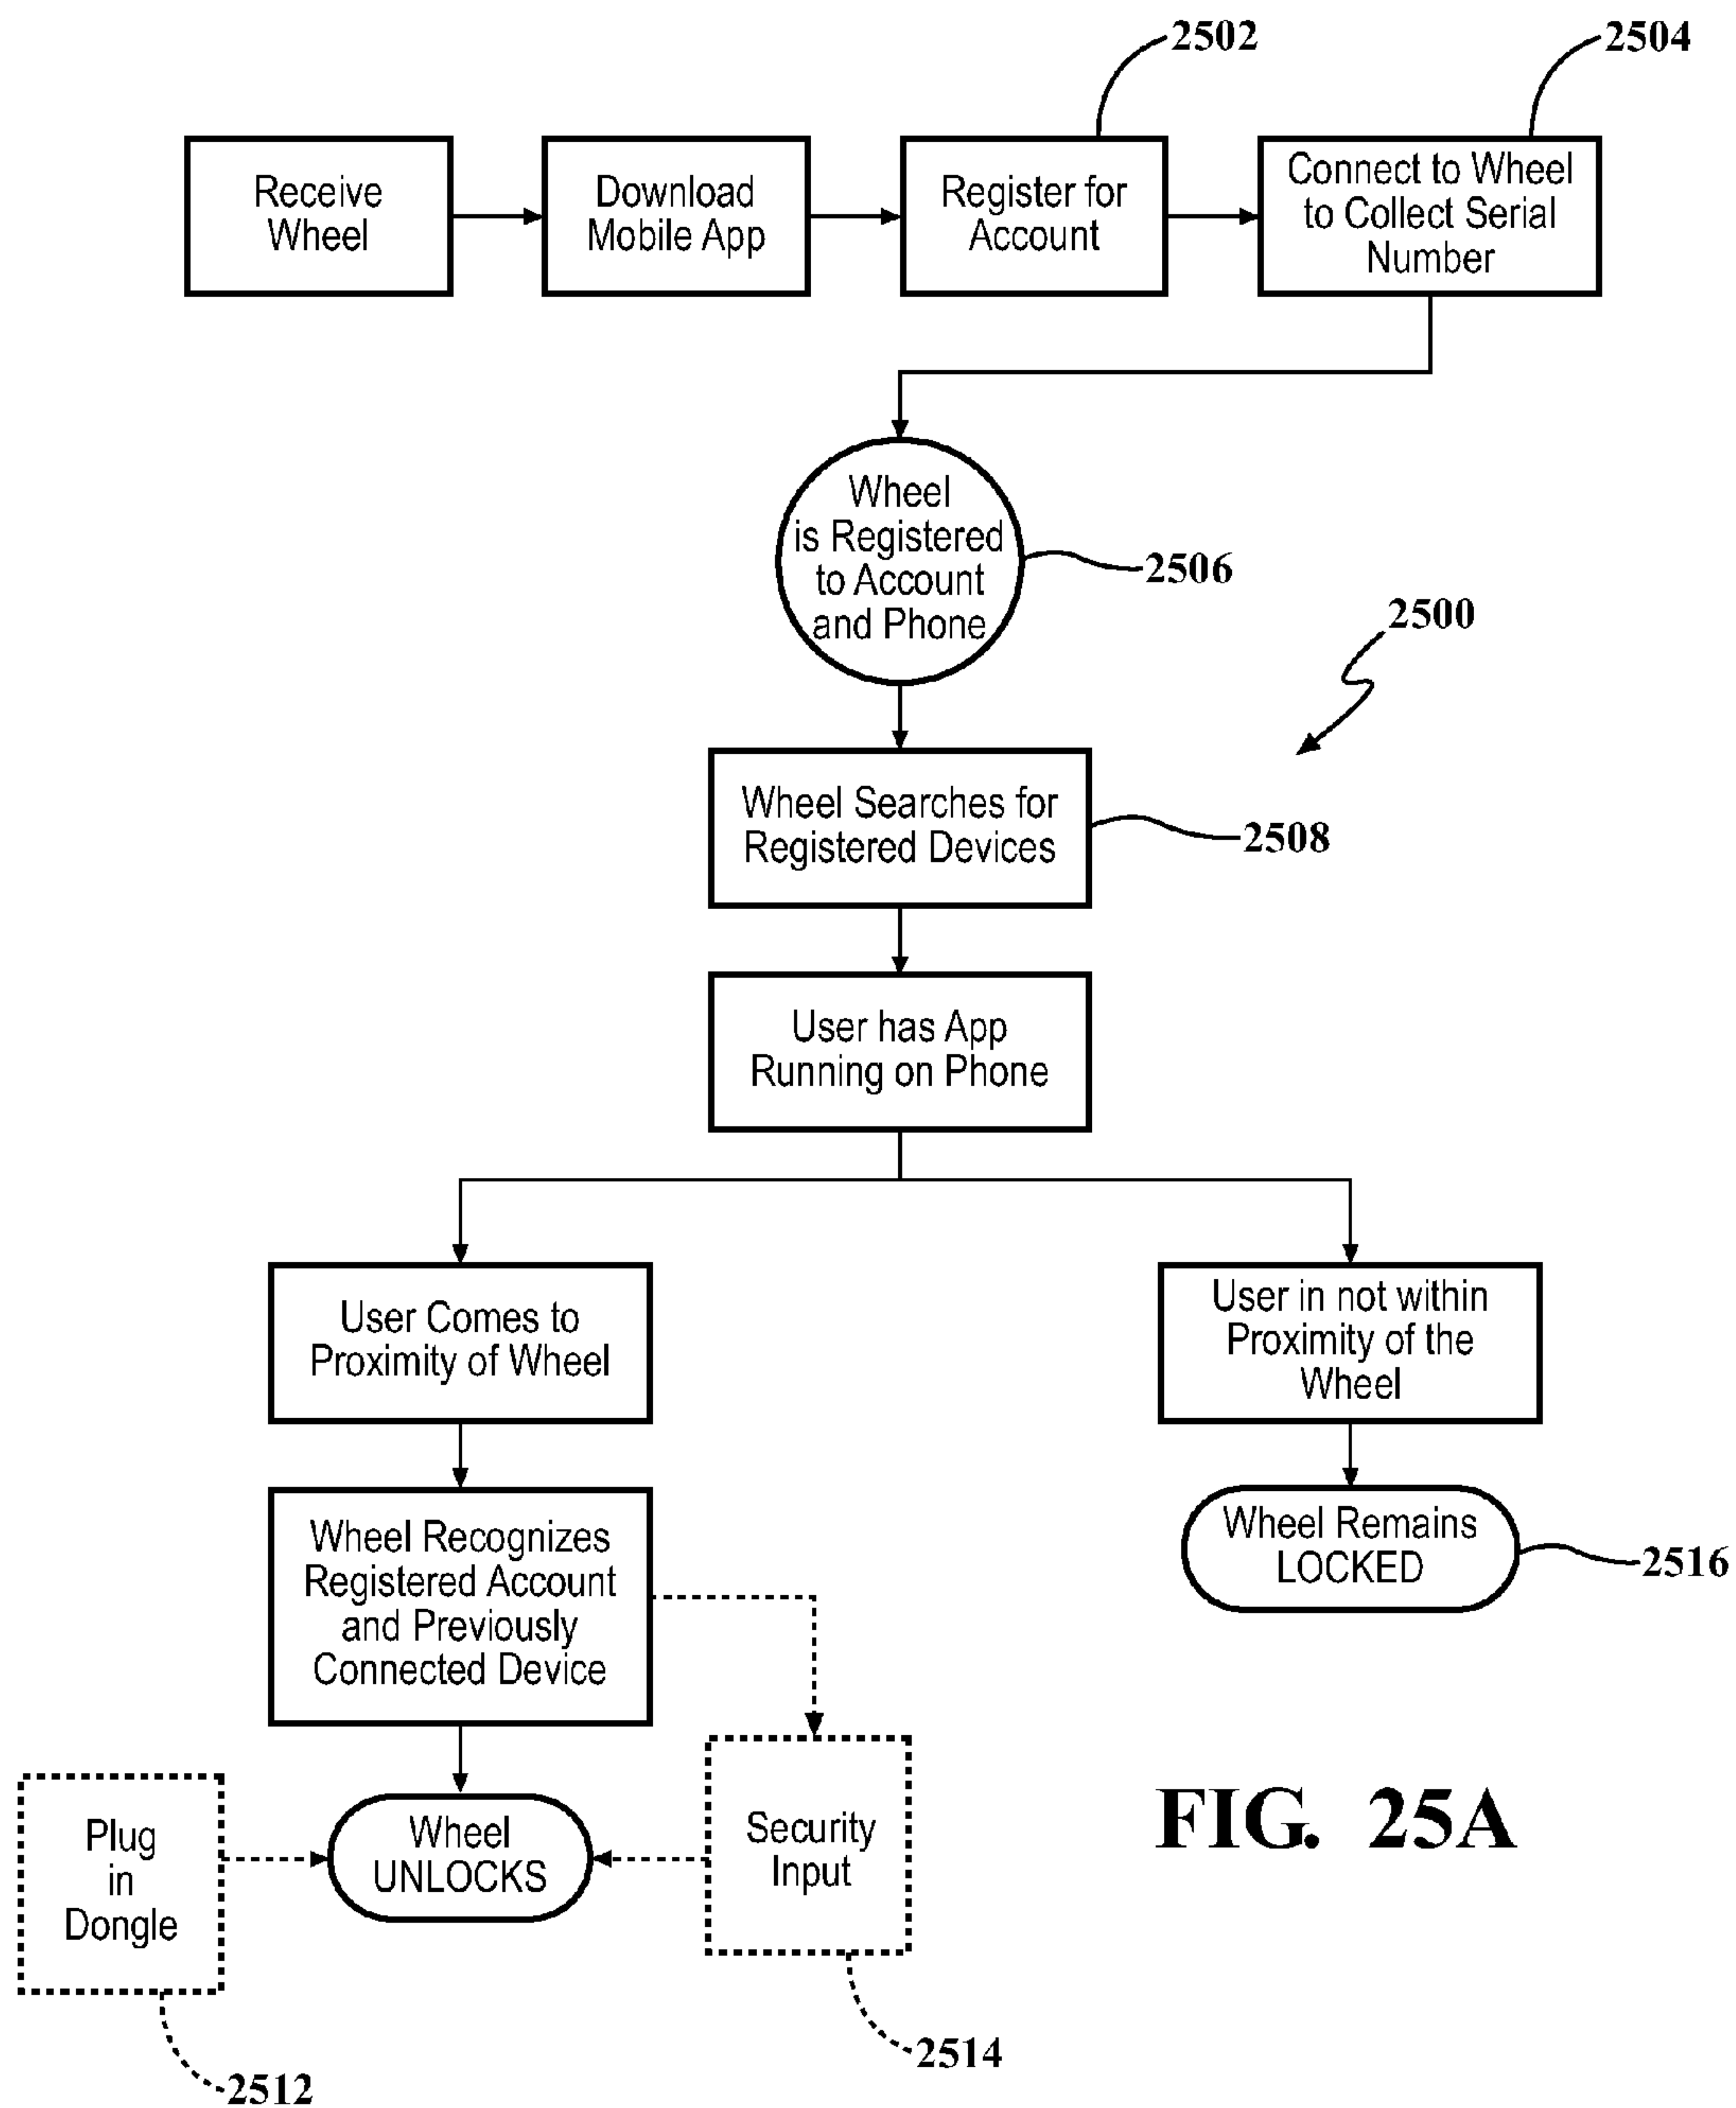 2502
2504
Receive
Wheel
Download
Mobile App
Register for
Account
Connect to Wheel
to Collect Serial
Number
Wheel
is Registered
to Account
and Phone
2506
2500
Wheel Searches for
Registered Devices
2508
User has App
Running on Phone
User Comes to
Proximity of Wheel
User in not within
Proximity of the
Wheel
Wheel Recognizes
Registered Account
and Previously
Connected Device
Wheel Remains
LOCKED
2516
Plug
in
Dongle
Wheel
UNLOCKS
Security
Input
FIG. 25A
2512
2514